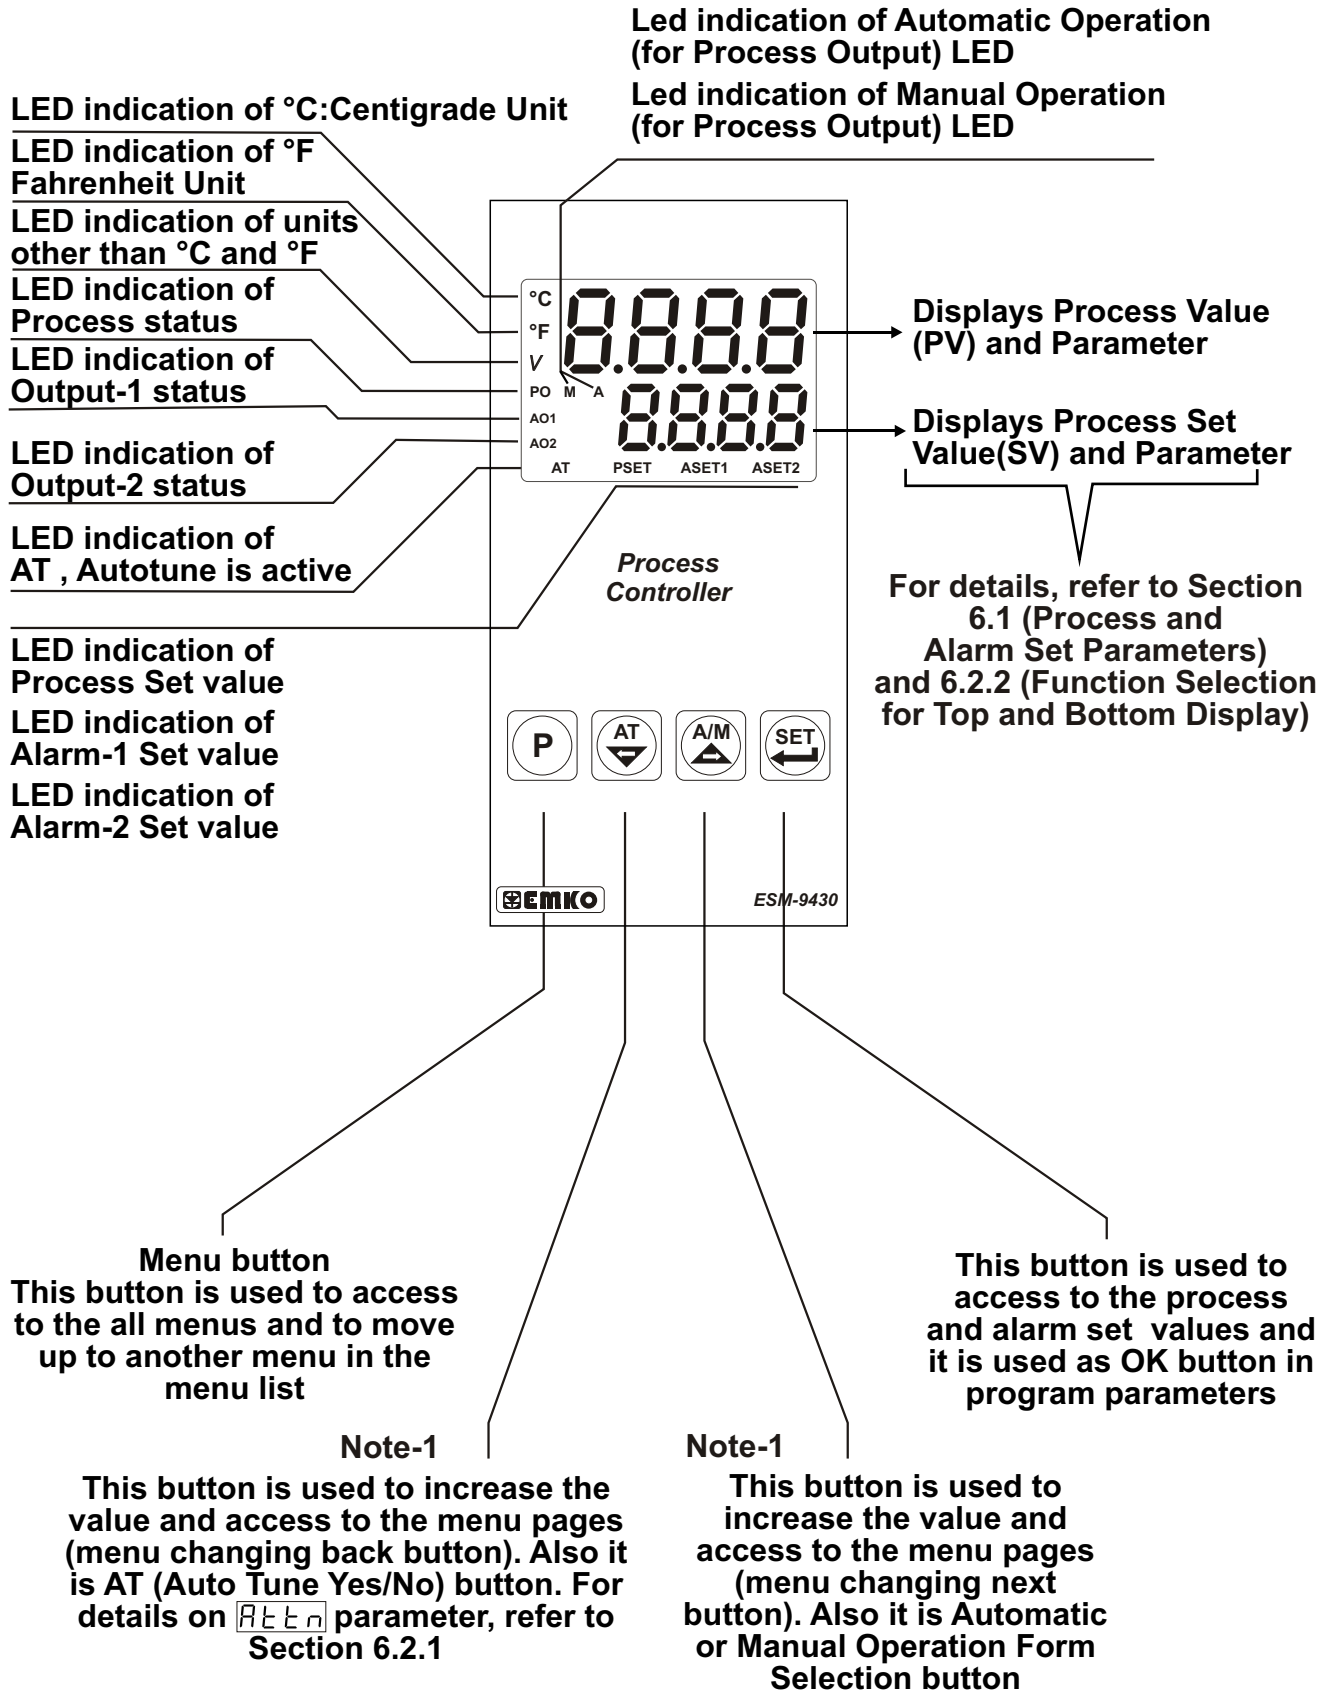 Led indication of Automatic Operation
(for Process Output) LED
Led indication of Manual Operation
(for Process Output) LED
LED indication of °C:Centigrade Unit
LED indication of °F
Fahrenheit Unit
LED indication of units
other than °C and °F
LED indication of
Process status
LED indication of
Output-1 status
LED indication of
Output-2 status
LED indication of
AT , Autotune is active
LED indication of
Process Set value
LED indication of
Alarm-1 Set value
LED indication of
Alarm-2 Set value
°C
8.8.8.8
°F
V
PO M A
AO1
8.8.8.8
AO2
AT PSET ASET1 ASET2
Process
Controller
P
AT
A/M
SET
EMKO
ESM-9430
Displays Process Value
(PV) and Parameter
Displays Process Set
Value(SV) and Parameter
For details, refer to Section
6.1 (Process and
Alarm Set Parameters)
and 6.2.2 (Function Selection
for Top and Bottom Display)
Menu button
This button is used to access
to the all menus and to move
up to another menu in the
menu list
Note-1
This button is used to increase the
value and access to the menu pages
(menu changing back button). Also it
is AT (Auto Tune Yes/No) button. For
details on Attn parameter, refer to
Section 6.2.1
Note-1
This button is used to
increase the value and
access to the menu pages
(menu changing next
button). Also it is Automatic
or Manual Operation Form
Selection button
This button is used to
access to the process
and alarm set  values and
it is used as OK button in
program parameters